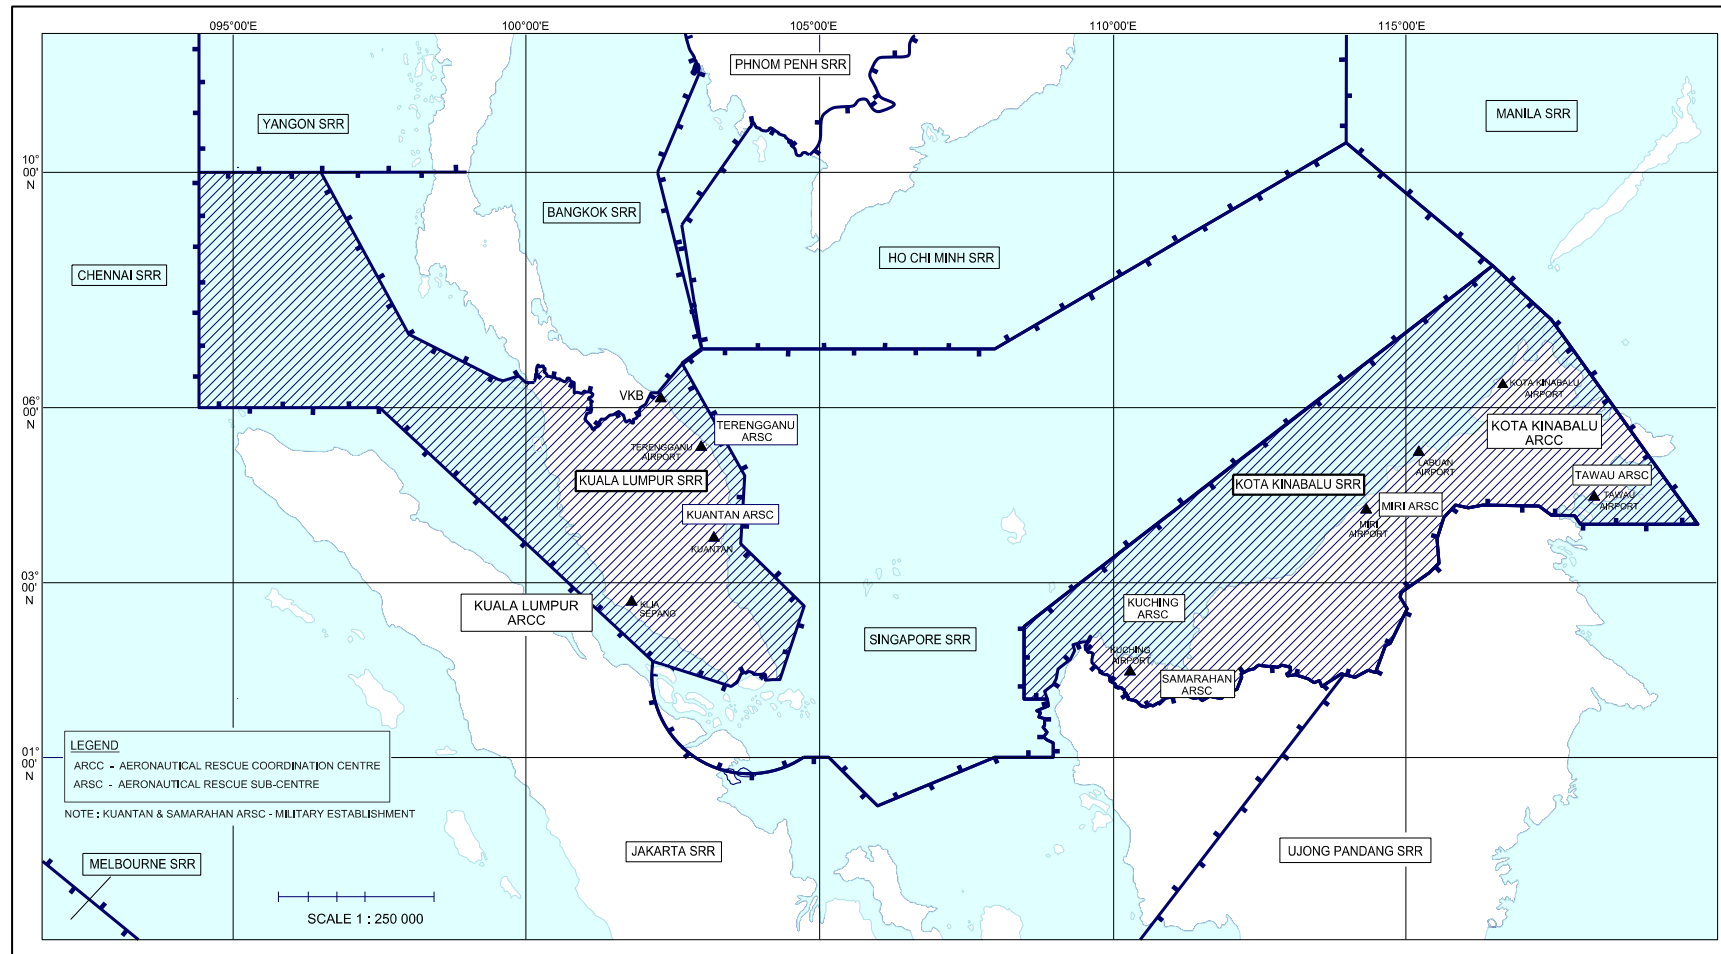 095°00'E
100°00'E
105°00'E
110°00'E
115°00'E
PHNOM PENH SRR
MANILA SRR
YANGON SRR
10°
00'
N
BANGKOK SRR
HO CHI MINH SRR
CHENNAI SRR
VKB
KOTA KINABALU
AIRPORT
06°
00'
N
TERENGGANU
ARSC
KOTA KINABALU
ARCC
TERENGGANU
AIRPORT
LABUAN
AIRPORT
KUALA LUMPUR SRR
KOTA KINABALU SRR
TAWAU ARSC
TAWAU
AIRPORT
MIRI ARSC
KUANTAN ARSC
MIRI
AIRPORT
KUANTAN
03°
00'
N
KUALA LUMPUR
ARCC
KLIA
SEPANG
KUCHING
ARSC
SINGAPORE SRR
KUCHING
AIRPORT
SAMARAHAN
ARSC
LEGEND
ARCC - AERONAUTICAL RESCUE COORDINATION CENTRE
ARSC - AERONAUTICAL RESCUE SUB-CENTRE
01°
00'
N
NOTE : KUANTAN & SAMARAHAN ARSC - MILITARY ESTABLISHMENT
MELBOURNE SRR
JAKARTA SRR
UJONG PANDANG SRR
SCALE 1 : 250 000